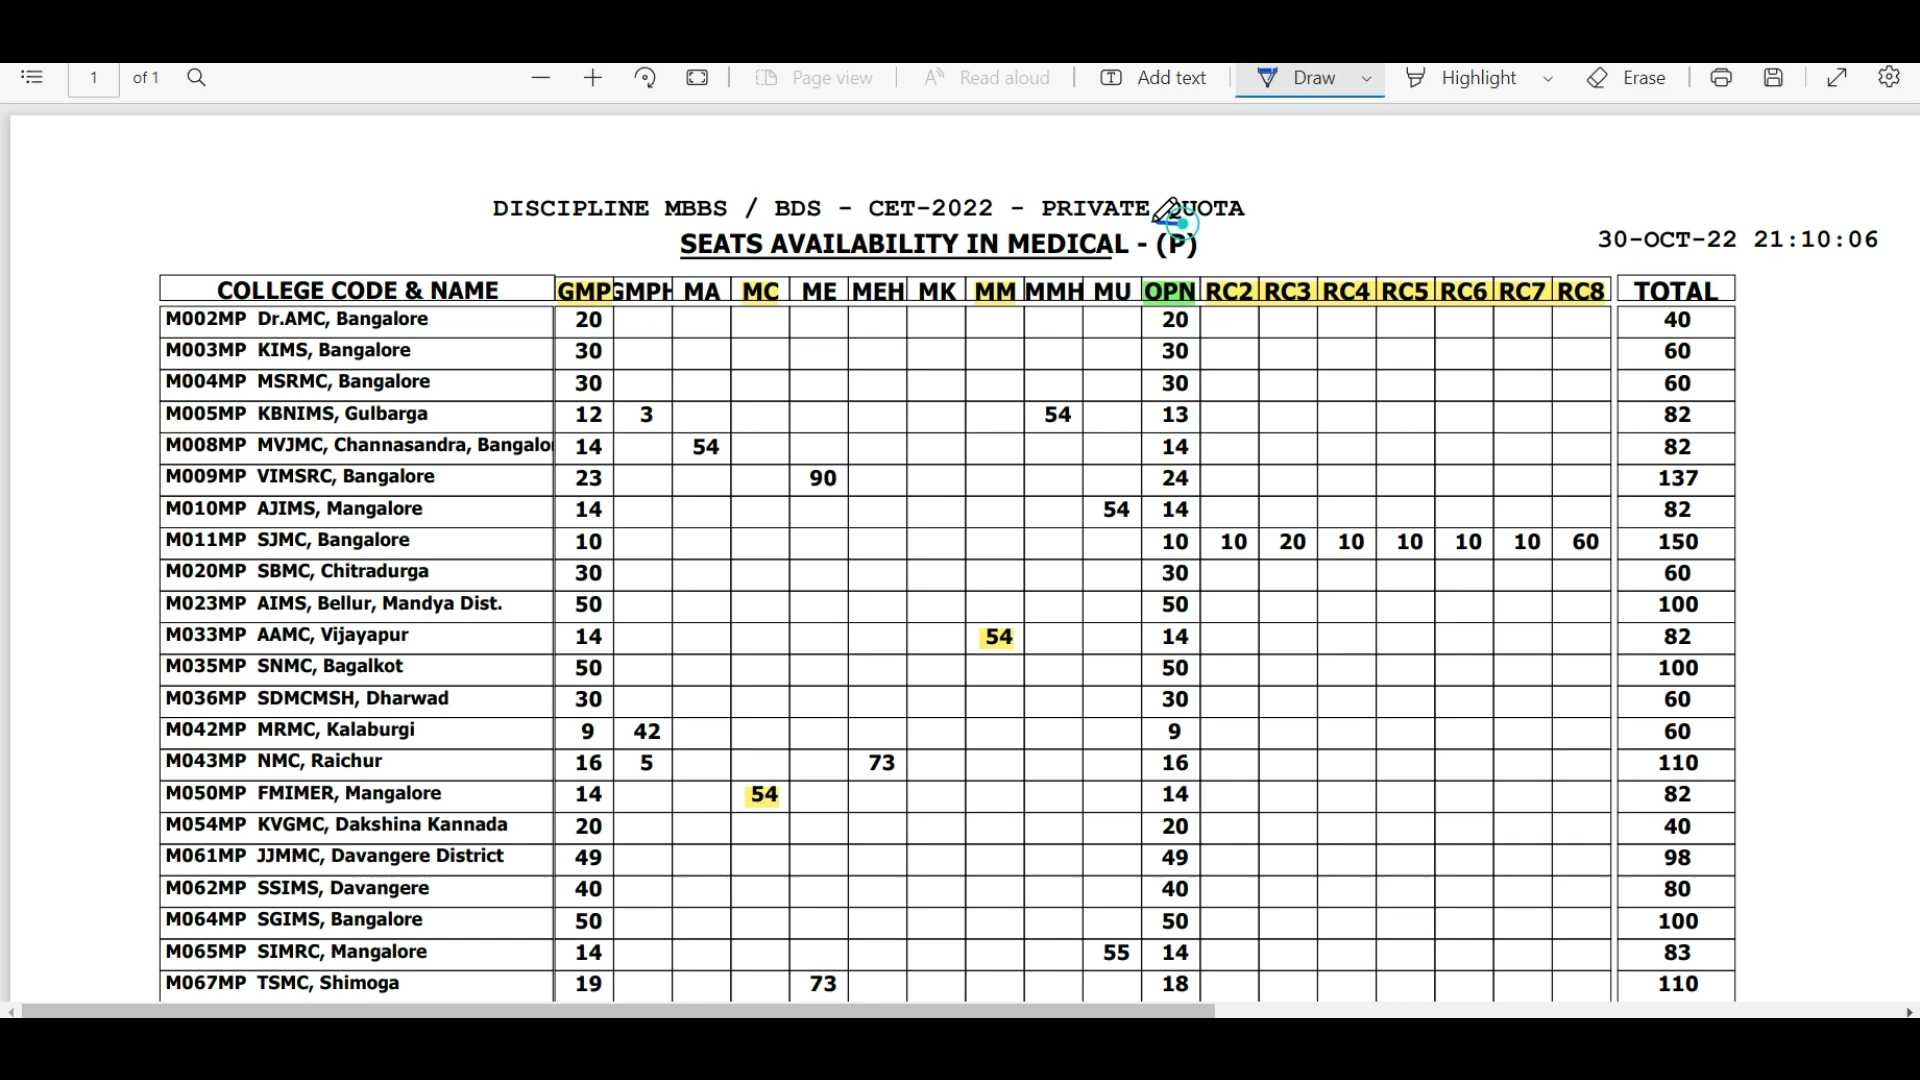 1 of 1 Page view Read aloud Add text Draw Highlight Erase
DISCIPLINE MBBS / BDS - CET-2022 - PRIVATE QUOTA
SEATS AVAILABILITY IN MEDICAL - (P)
30-OCT-22 21:10:06
COLLEGE CODE & NAME GMP GMPH MA MC ME MEH MK MM MMH MU OPN RC2 RC3 RC4 RC5 RC6 RC7 RC8 TOTAL
M002MP Dr.AMC, Bangalore 20 20 40
M003MP KIMS, Bangalore 30 30 60
M004MP MSRMC, Bangalore 30 30 60
M005MP KBNIMS, Gulbarga 12 3 54 13 82
M008MP MVJMC, Channasandra, Bangalo 14 54 14 82
M009MP VIMSRC, Bangalore 23 90 24 137
M010MP AJIMS, Mangalore 14 54 14 82
M011MP SJMC, Bangalore 10 10 10 20 10 10 10 10 60 150
M020MP SBMC, Chitradurga 30 30 60
M023MP AIMS, Bellur, Mandya Dist. 50 50 100
M033MP AAMC, Vijayapur 14 54 14 82
M035MP SNMC, Bagalkot 50 50 100
M036MP SDMCMSH, Dharwad 30 30 60
M042MP MRMC, Kalaburgi 9 42 9 60
M043MP NMC, Raichur 16 5 73 16 110
M050MP FMIMER, Mangalore 14 54 14 82
M054MP KVGMC, Dakshina Kannada 20 20 40
M061MP JJMMC, Davangere District 49 49 98
M062MP SSIMS, Davangere 40 40 80
M064MP SGIMS, Bangalore 50 50 100
M065MP SIMRC, Mangalore 14 55 14 83
M067MP TSMC, Shimoga 19 73 18 110